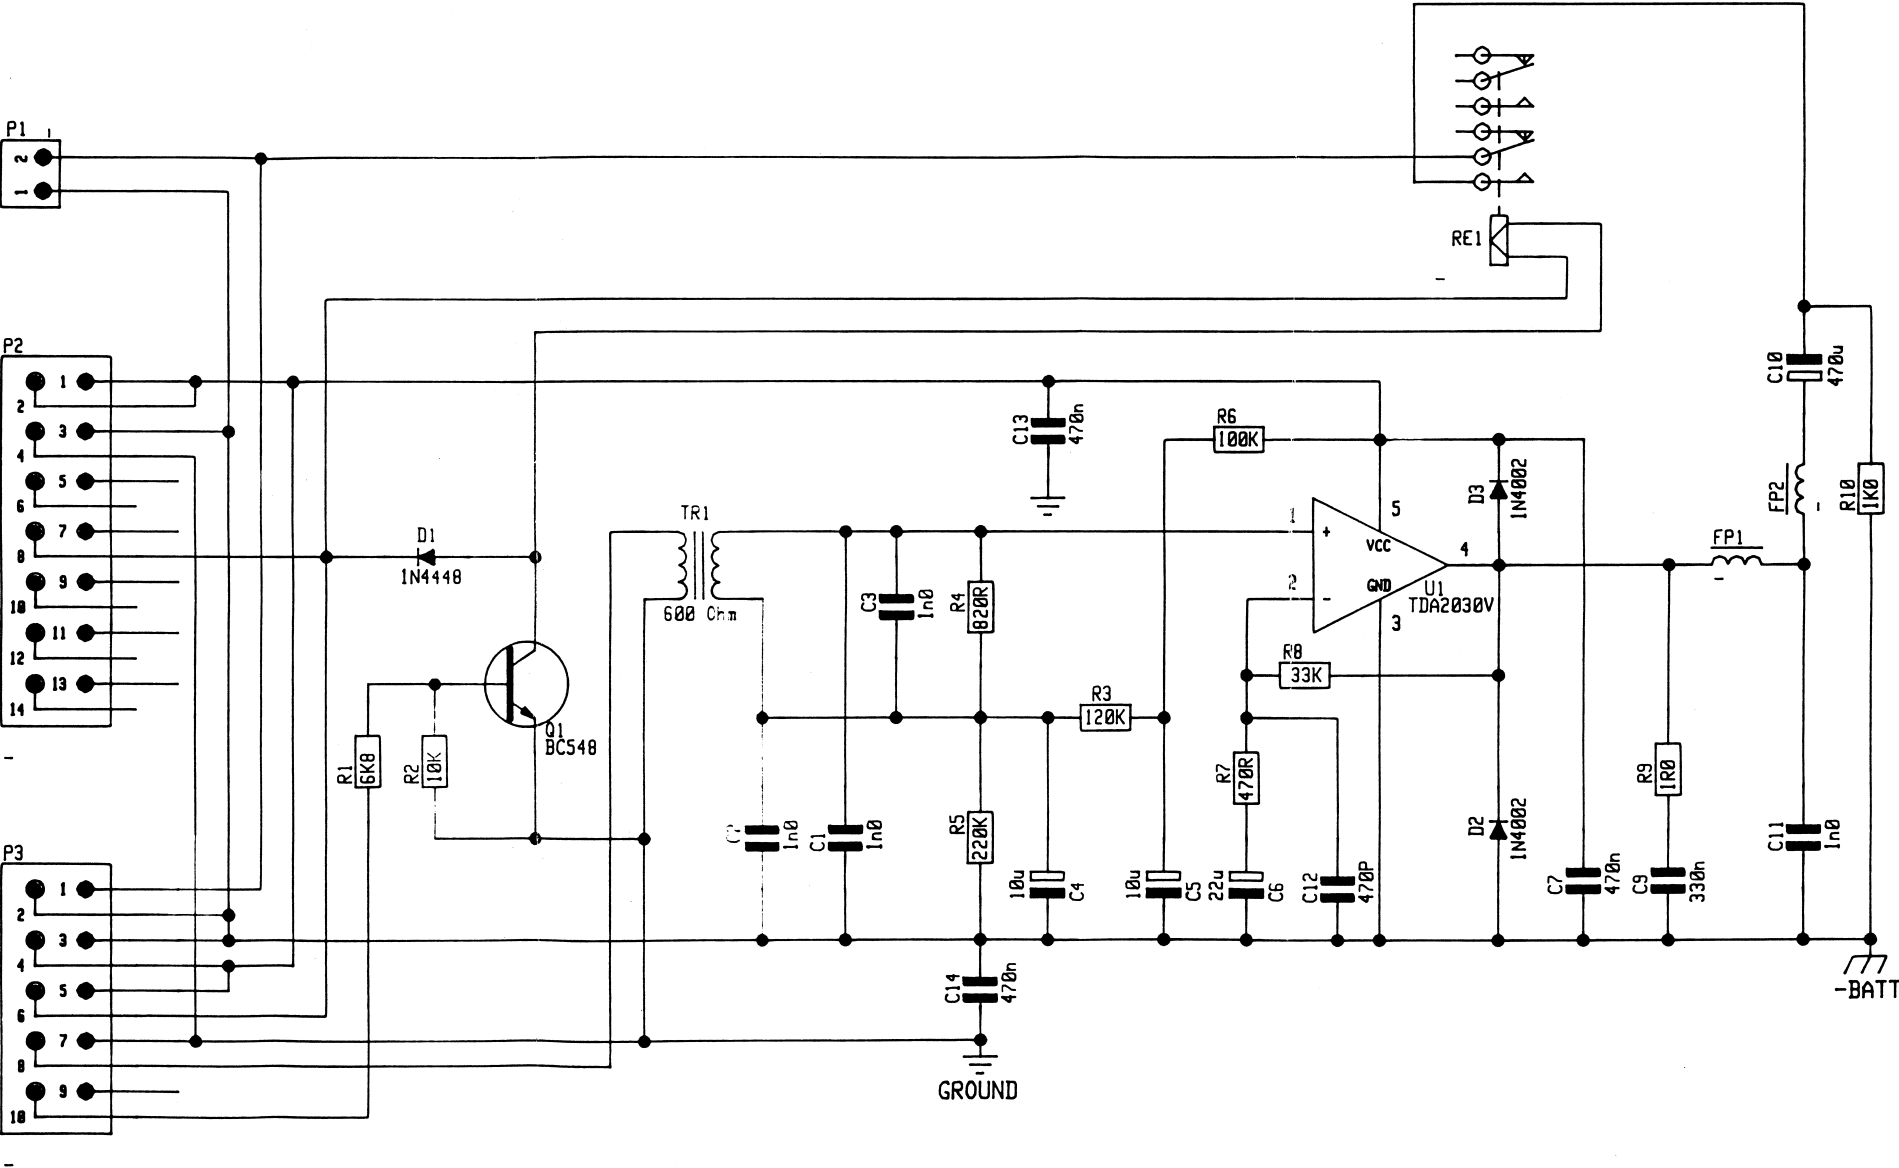 P1
2
1
RE1
P2
1
2
3
4
5
6
7
8
9
10
11
12
13
14
D1
1N4448
Q1
BC548
R1
6K8
R2
10K
TR1
600 Ohm
C13
470n
R6
100K
C3
1n0
R4
820R
1
2
+
-
VCC
GND
5
4
3
U1
TDA2030V
R8
33K
D3
1N4002
FP1
FP2
C10
470u
R10
1K0
R3
120K
C2
1n0
C1
1n0
R5
220K
10u
C4
10u
C5
R7
470R
22u
C6
C12
470P
D2
1N4002
C7
470n
R9
1R0
C9
330n
C11
1n0
-BATT
P3
1
2
3
4
5
6
7
8
9
10
C14
470n
GROUND